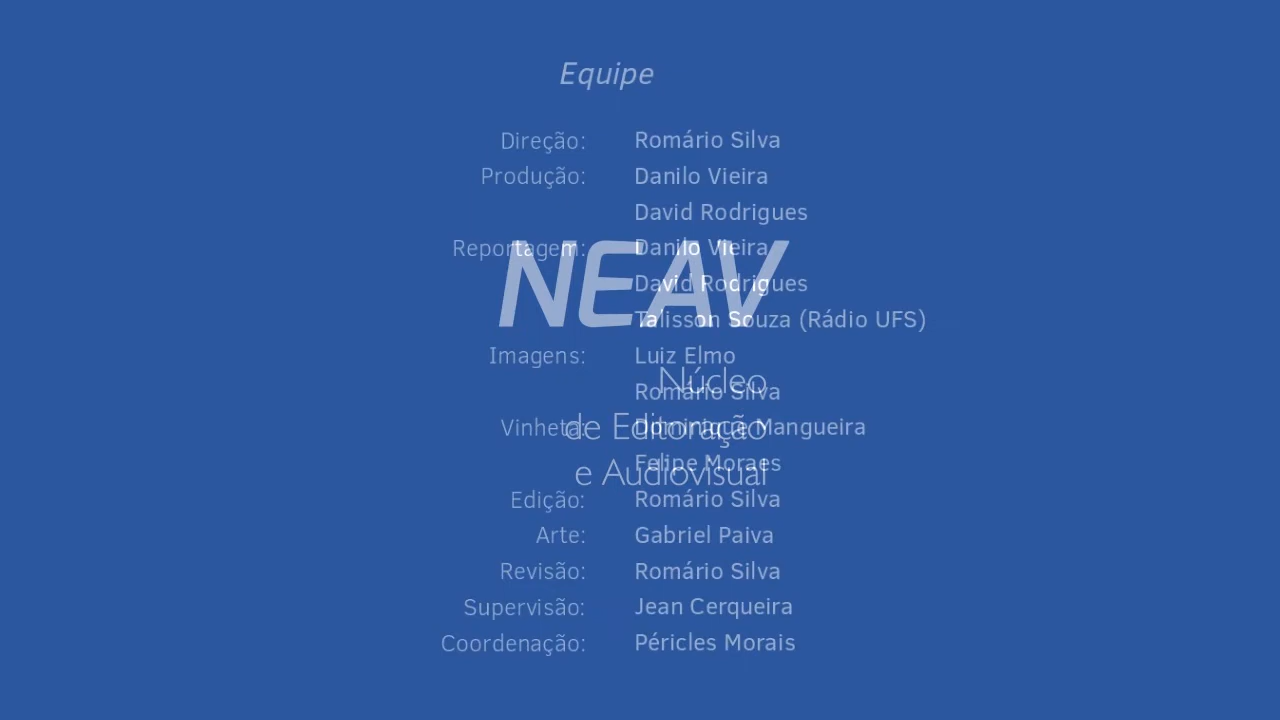 Equipe
Direção: Romário Silva
Produção: Danilo Vieira
David Rodrigues
Reportagem: Danilo Vieira
David Rodrigues
Talisson Souza (Rádio UFS)
Imagens: Luiz Elmo
Romário Silva
Vinheta: Dominique Mangueira
Felipe Moraes
Edição: Romário Silva
Arte: Gabriel Paiva
Revisão: Romário Silva
Supervisão: Jean Cerqueira
Coordenação: Péricles Morais
NEAV
Núcleo
de Editoração
e Audiovisual